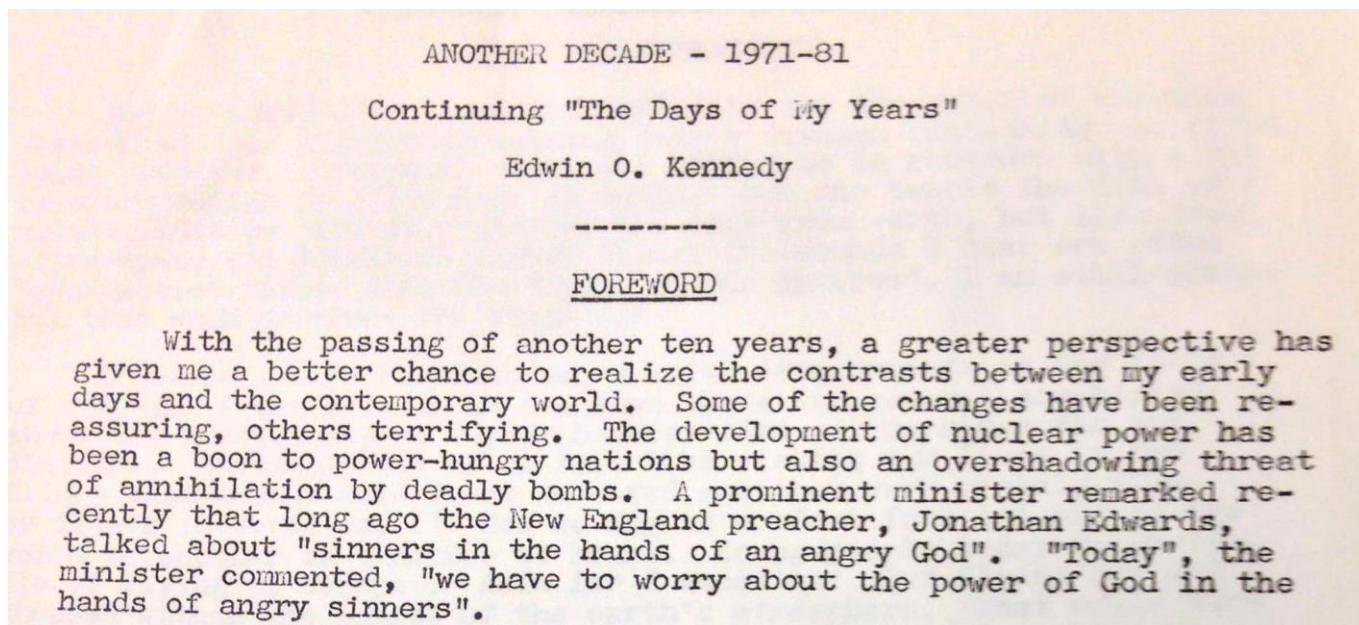 ANOTHER DECADE - 1971-81
Continuing "The Days of My Years"
Edwin O. Kennedy
--------
FOREWORD
With the passing of another ten years, a greater perspective has
given me a better chance to realize the contrasts between my early
days and the contemporary world. Some of the changes have been re-
assuring, others terrifying. The development of nuclear power has
been a boon to power-hungry nations but also an overshadowing threat
of annihilation by deadly bombs. A prominent minister remarked re-
cently that long ago the New England preacher, Jonathan Edwards,
talked about "sinners in the hands of an angry God". "Today", the
minister commented, "we have to worry about the power of God in the
hands of angry sinners".